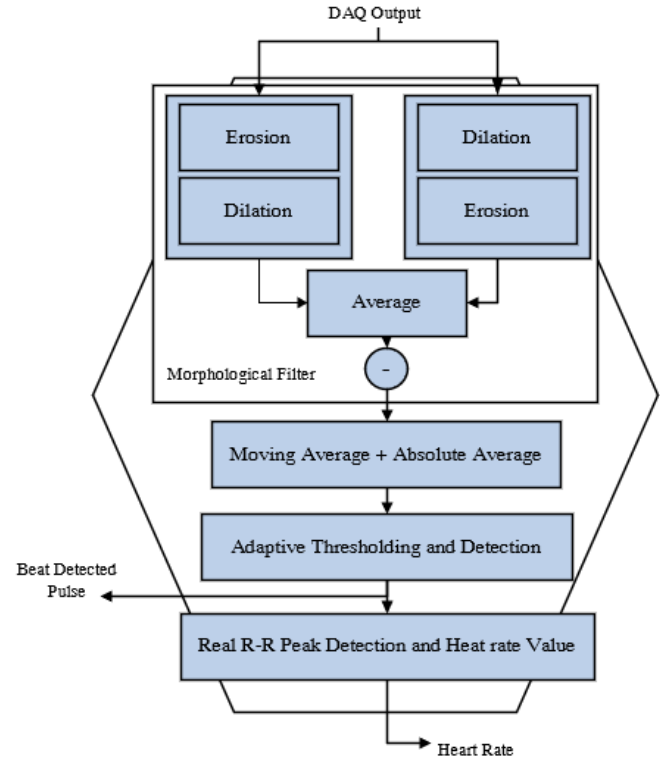 DAQ Output
Erosion
Dilation
Dilation
Erosion
Average
-
Morphological Filter
Moving Average + Absolute Average
Adaptive Thresholding and Detection
Beat Detected
Pulse
Real R-R Peak Detection and Heat rate Value
Heart Rate